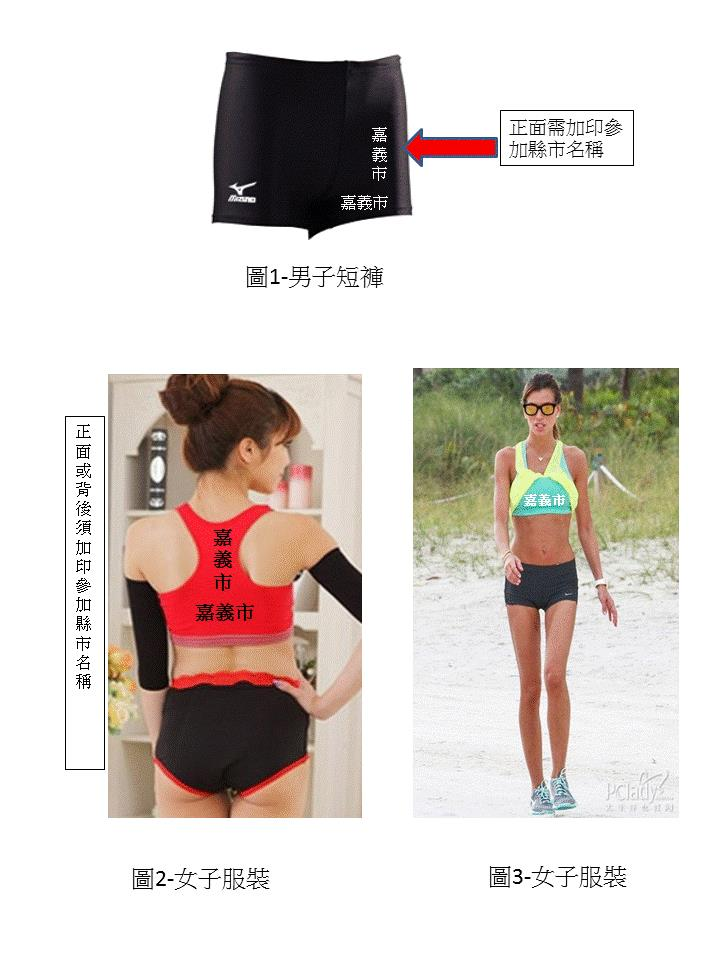 嘉
義
市
嘉義市
MIZUNO
正面需加印參
加縣市名稱
圖1-男子短褲
正
面
或
背
後
須
加
印
參
加
縣
市
名
稱
嘉
義
市
嘉義市
嘉義市
PClady
圖2-女子服裝
圖3-女子服裝